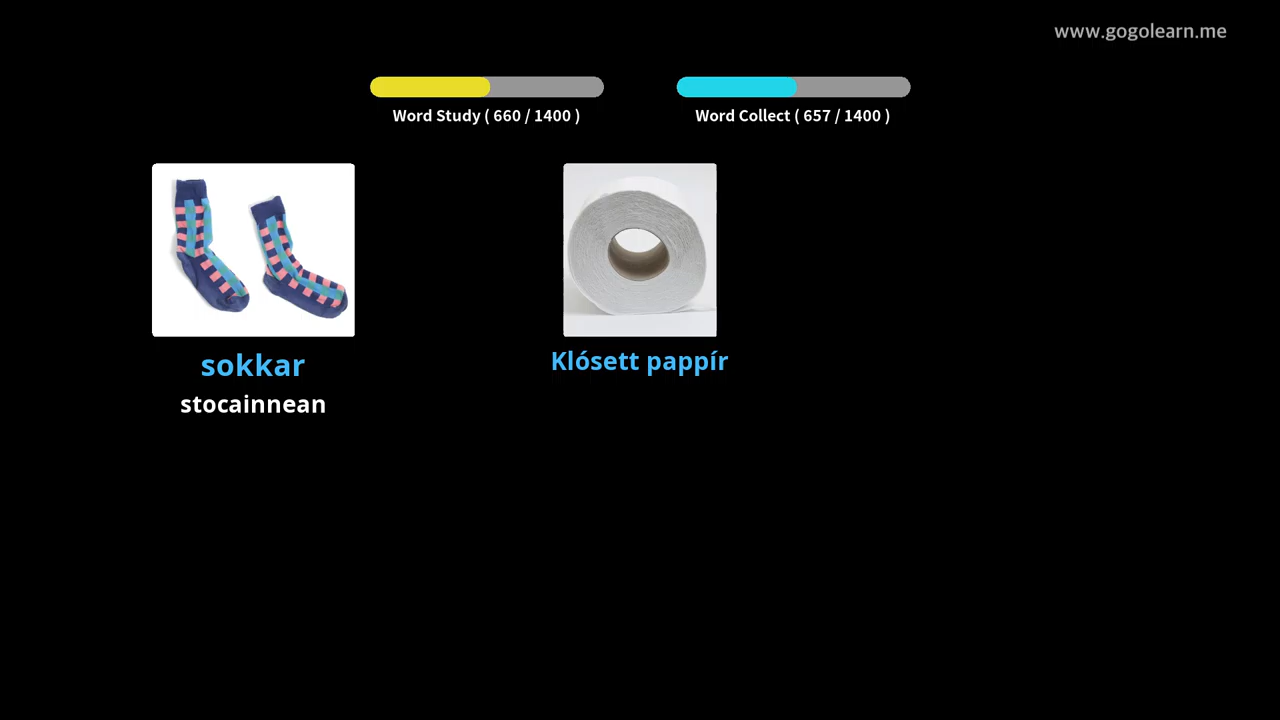 www.gogolearn.me
Word Study ( 660 / 1400 )
Word Collect ( 657 / 1400 )
sokkar
stocainnean
Klósett pappír